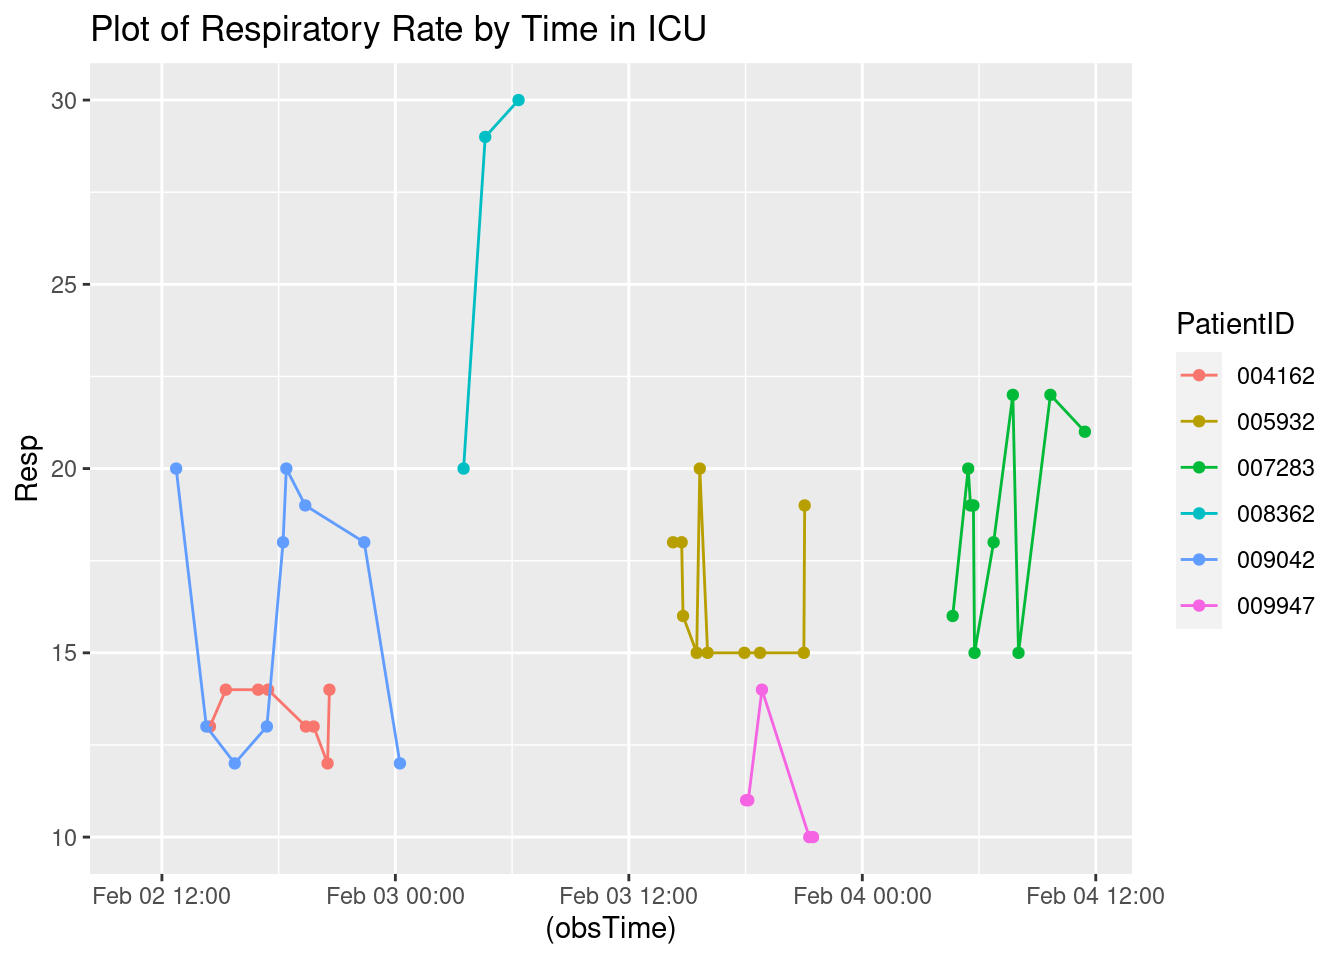 Plot of Respiratory Rate by Time in ICU
30
25
20
15
10
Resp
Feb 02 12:00 Feb 03 00:00 Feb 03 12:00 Feb 04 00:00 Feb 04 12:00
(obsTime)
PatientID
004162
005932
007283
008362
009042
009947